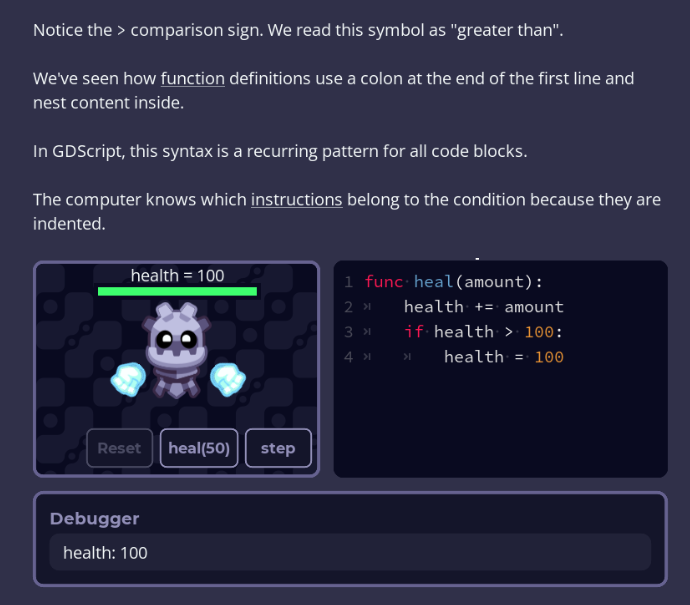 Notice the > comparison sign. We read this symbol as "greater than".
We've seen how function definitions use a colon at the end of the first line and
nest content inside.
In GDScript, this syntax is a recurring pattern for all code blocks.
The computer knows which instructions belong to the condition because they are
indented.
health = 100
Reset heal(50) step
1 func heal(amount):
2 health += amount
3 if health > 100:
4 health = 100
Debugger
health: 100